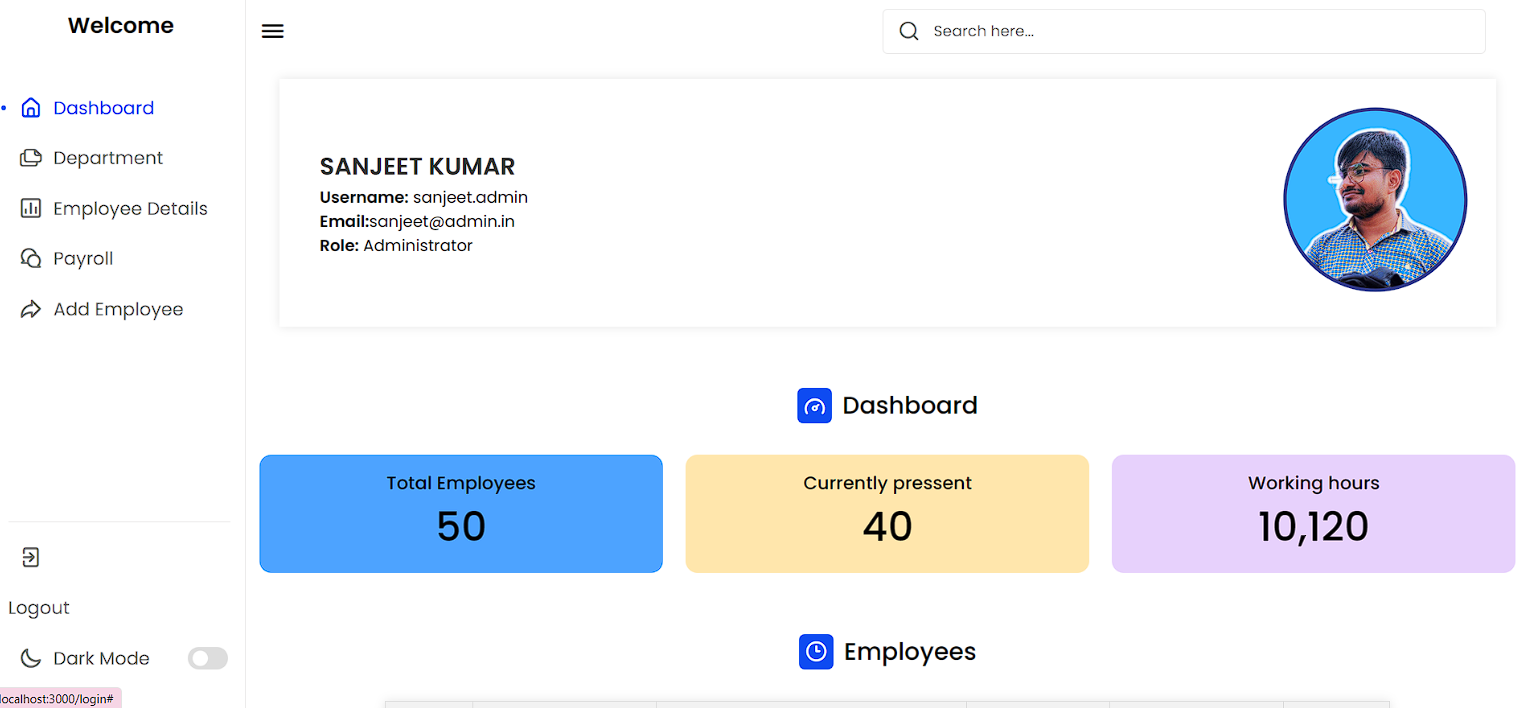 Welcome
Search here...
Dashboard
Department
Employee Details
Payroll
Add Employee
SANJEET KUMAR
Username: sanjeet.admin
Email:sanjeet@admin.in
Role: Administrator
Dashboard
Total Employees
50
Currently pressent
40
Working hours
10,120
Employees
Logout
Dark Mode
localhost:3000/login#